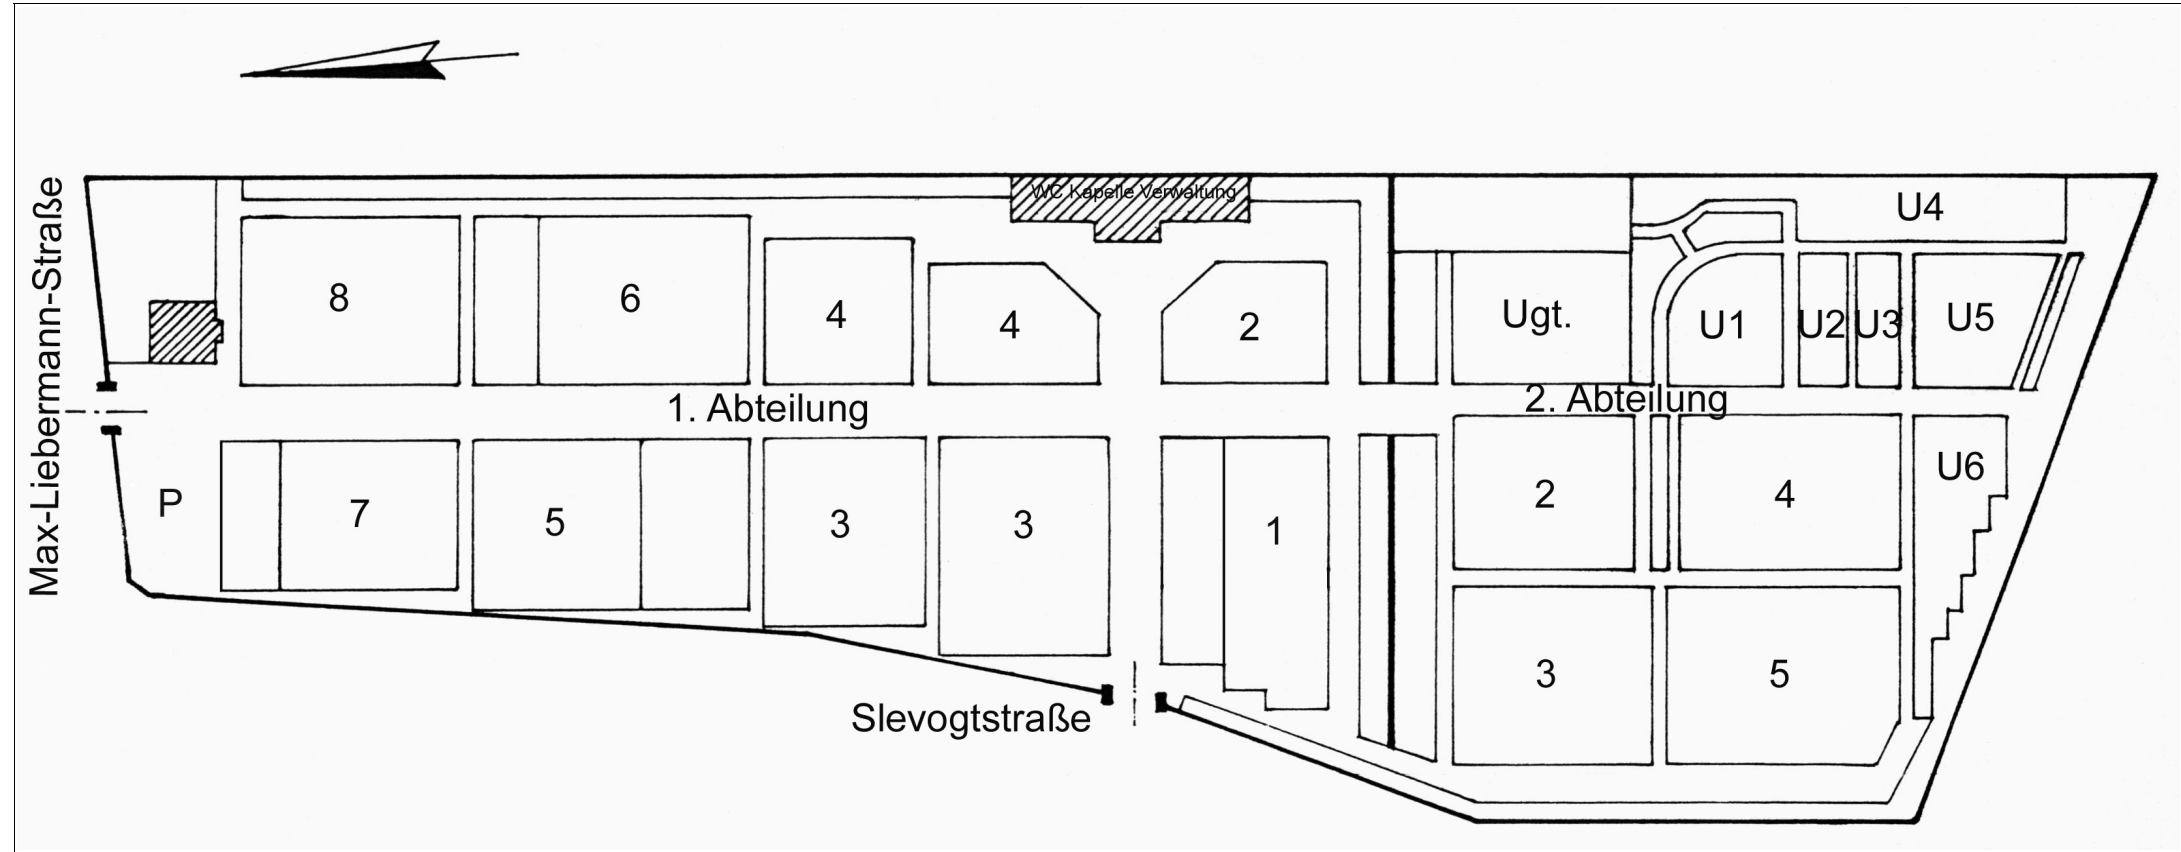 WC Kapelle Verwaltung
U4
8
6
4
4
2
Ugt.
U1
U2
U3
U5
1. Abteilung
2. Abteilung
Max-Liebermann-Straße
P
7
5
3
3
1
2
4
U6
3
5
Slevogtstraße